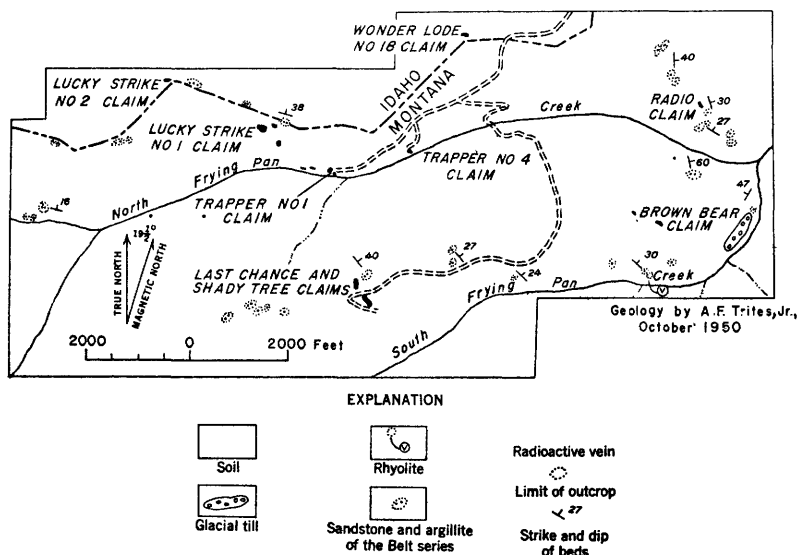 WONDER LODE
NO 18 CLAIM
LUCKY STRIKE
NO 2 CLAIM
IDAHO
MONTANA
40
38
LUCKY STRIKE
NO 1 CLAIM
RADIO
CLAIM
30
27
North Frying Pan Creek
TRAPPER NO 4
CLAIM
TRAPPER NO 1
CLAIM
60
47
16
BROWN BEAR
CLAIM
19½°
TRUE NORTH
MAGNETIC NORTH
LAST CHANCE AND
SHADY TREE CLAIMS
40
27
24
30
South Frying Pan Creek
V
Geology by A.F. Trites, Jr.,
October 1950
2000 0 2000 Feet
EXPLANATION
Soil
V
Rhyolite
Radioactive vein
Limit of outcrop
Glacial till
Sandstone and argillite
of the Belt series
27
Strike and dip
of beds